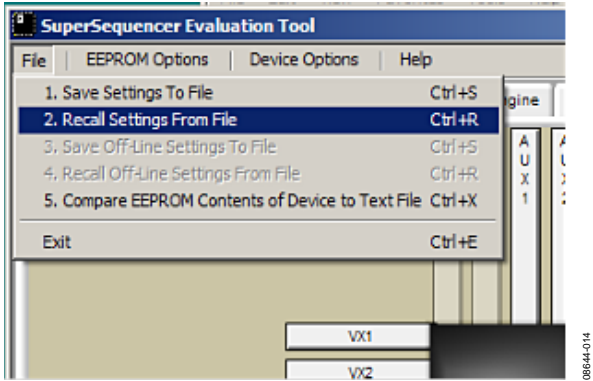 SuperSequencer Evaluation Tool
File | EEPROM Options | Device Options | Help
1. Save Settings To File Ctrl+S
2. Recall Settings From File Ctrl+R
3. Save Off-Line Settings To File Ctrl+S
4. Recall Off-Line Settings From File Ctrl+R
5. Compare EEPROM Contents of Device to Text File Ctrl+X
Exit Ctrl+E
gine
AUX1
VX1
VX2
08644-014